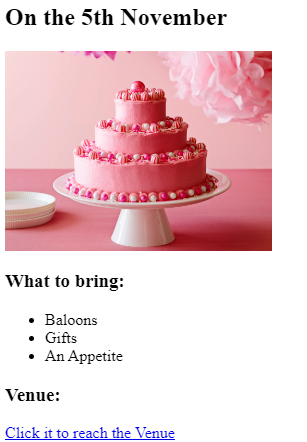 On the 5th November
What to bring:
Baloons
Gifts
An Appetite
Venue:
Click it to reach the Venue